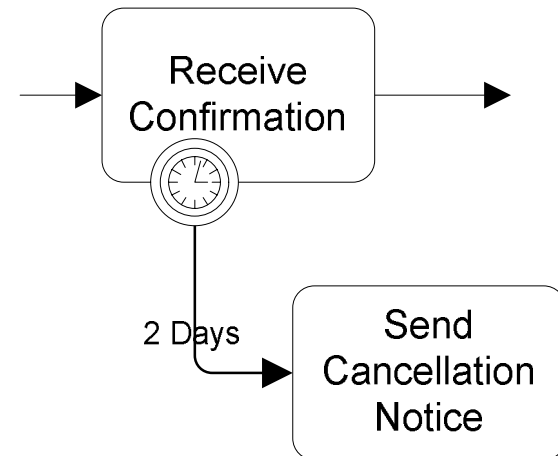 Receive
Confirmation
2 Days
Send
Cancellation
Notice